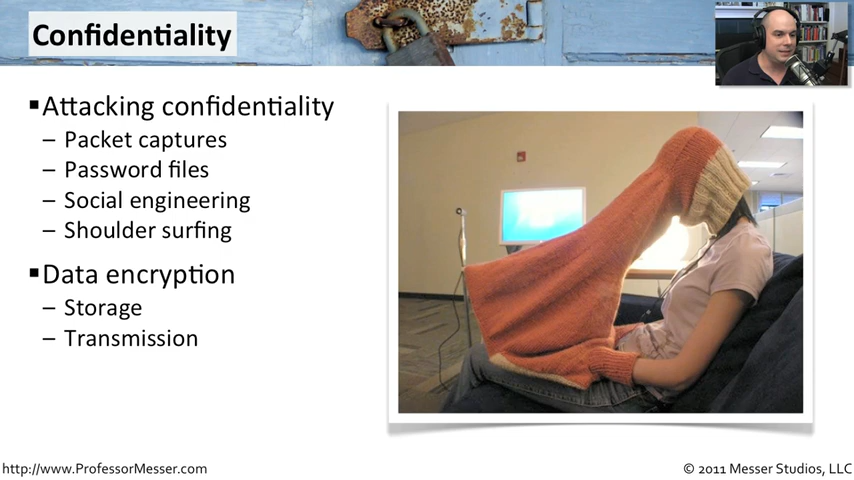 Confidentiality
▪Attacking confidentiality
– Packet captures
– Password files
– Social engineering
– Shoulder surfing
▪Data encryption
– Storage
– Transmission
http://www.ProfessorMesser.com
© 2011 Messer Studios, LLC